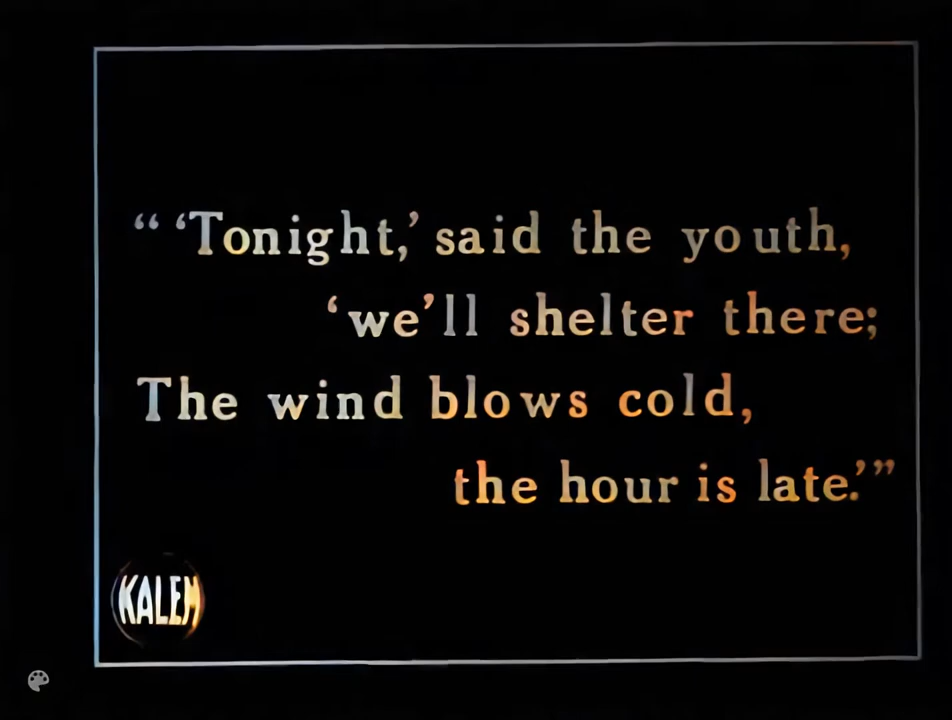 “ ‘Tonight,’ said the youth,
‘we’ll shelter there;
The wind blows cold,
the hour is late.’”
KALEM